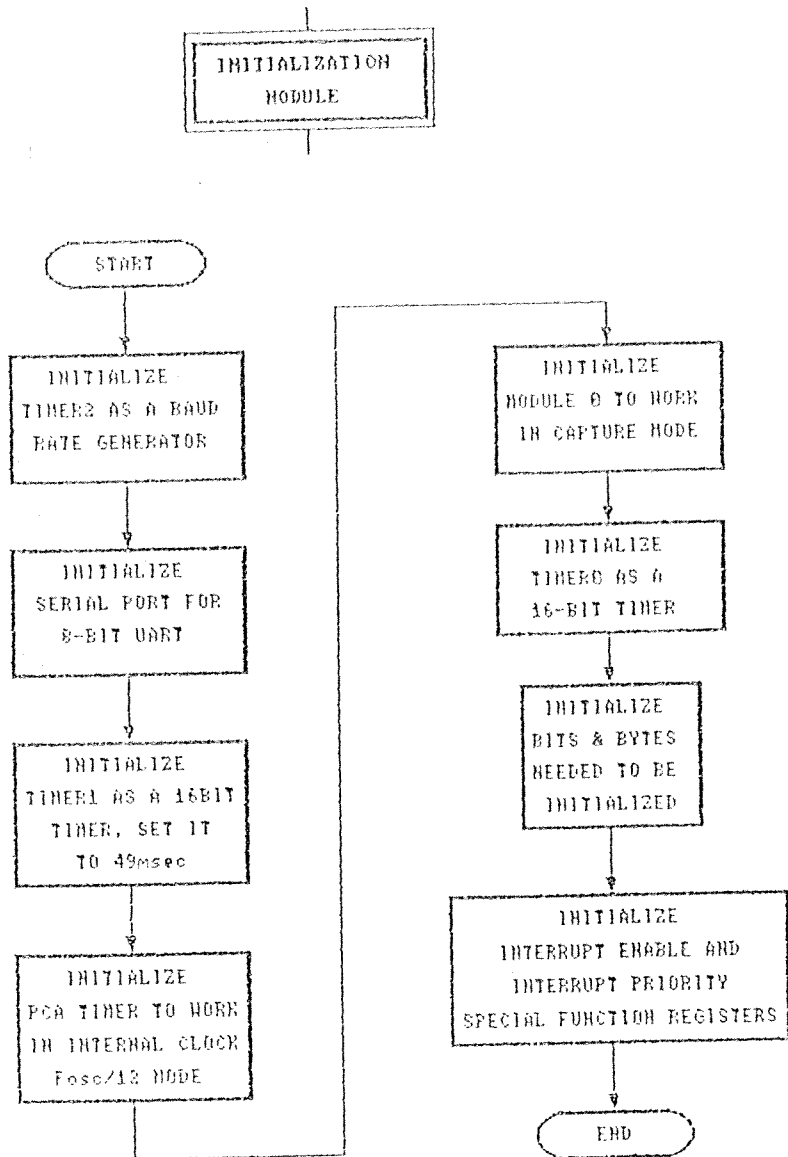 INITIALIZATION
MODULE
START
INITIALIZE
TIMER2 AS A BAUD
RATE GENERATOR
INITIALIZE
SERIAL PORT FOR
8-BIT UART
INITIALIZE
TIMER1 AS A 16BIT
TIMER, SET IT
TO 49msec
INITIALIZE
PCA TIMER TO WORK
IN INTERNAL CLOCK
Fosc/12 MODE
INITIALIZE
MODULE 0 TO WORK
IN CAPTURE MODE
INITIALIZE
TIMER0 AS A
16-BIT TIMER
INITIALIZE
BITS & BYTES
NEEDED TO BE
INITIALIZED
INITIALIZE
INTERRUPT ENABLE AND
INTERRUPT PRIORITY
SPECIAL FUNCTION REGISTERS
END